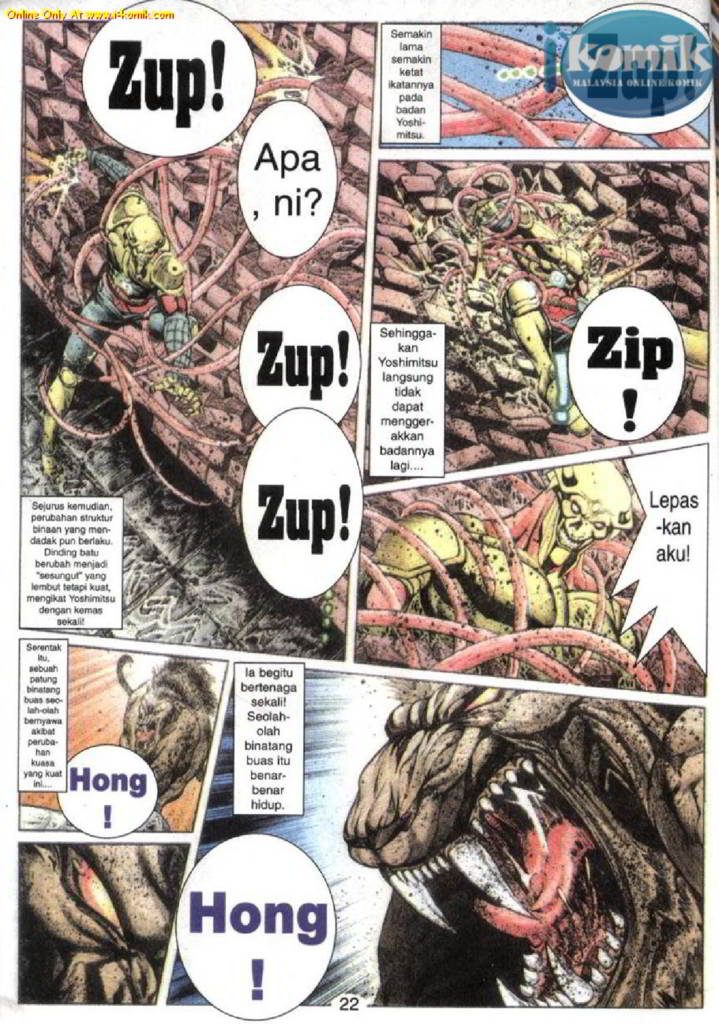 Online Only At www.i-komik.com
ikomik
MALAYSIA ONLINE KOMIK
Zup!
Apa
, ni?
Zup!
Zup!
Sejurus kemudian,
perubahan struktur
binaan yang men-
dadak pun berlaku.
Dinding batu
berubah menjadi
"sesungut" yang
lembut tetapi kuat,
mengikat Yoshimitsu
dengan kemas
sekali!
Semakin
lama
semakin
ketat
ikatannya
pada
badan
Yoshi-
mitsu.
Zup!
Sehingga-
kan
Yoshimitsu
langsung
tidak
dapat
mengger-
akkan
badannya
lagi....
Zip
!
Lepas
-kan
aku!
Serentak
itu,
sebuah
patung
binatang
buas seo-
lah-olah
bernyawa
akibat
peruba-
han
kuasa
yang kuat
ini....
Hong
!
Ia begitu
bertenaga
sekali!
Seolah-
olah
binatang
buas itu
benar-
benar
hidup.
Hong
!
22